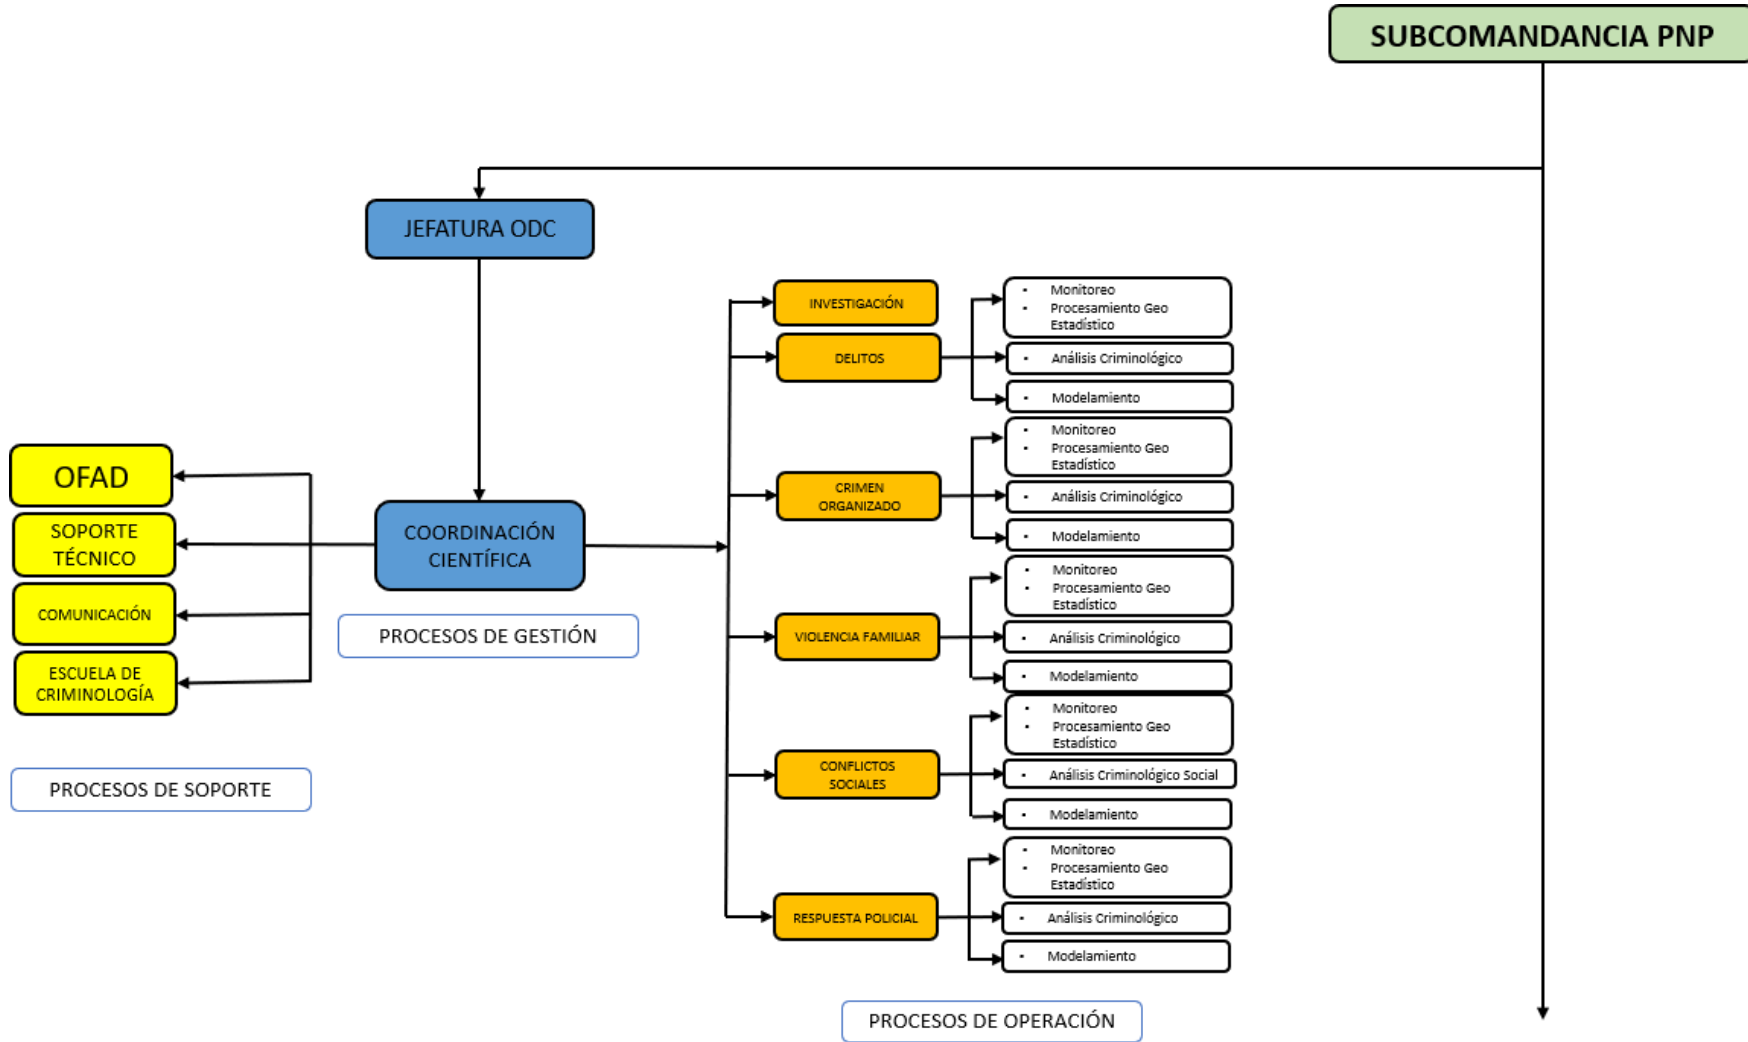 SUBCOMANDANCIA PNP
JEFATURA ODC
COORDINACIÓN
CIENTÍFICA
PROCESOS DE GESTIÓN
OFAD
SOPORTE
TÉCNICO
COMUNICACIÓN
ESCUELA DE
CRIMINOLOGÍA
PROCESOS DE SOPORTE
INVESTIGACIÓN
DELITOS
▪ Monitoreo
▪ Procesamiento Geo
Estadístico
▪ Análisis Criminológico
▪ Modelamiento
CRIMEN
ORGANIZADO
▪ Monitoreo
▪ Procesamiento Geo
Estadístico
▪ Análisis Criminológico
▪ Modelamiento
VIOLENCIA FAMILIAR
▪ Monitoreo
▪ Procesamiento Geo
Estadístico
▪ Análisis Criminológico
▪ Modelamiento
CONFLICTOS
SOCIALES
▪ Monitoreo
▪ Procesamiento Geo
Estadístico
▪ Análisis Criminológico Social
▪ Modelamiento
RESPUESTA POLICIAL
▪ Monitoreo
▪ Procesamiento Geo
Estadístico
▪ Análisis Criminológico
▪ Modelamiento
PROCESOS DE OPERACIÓN